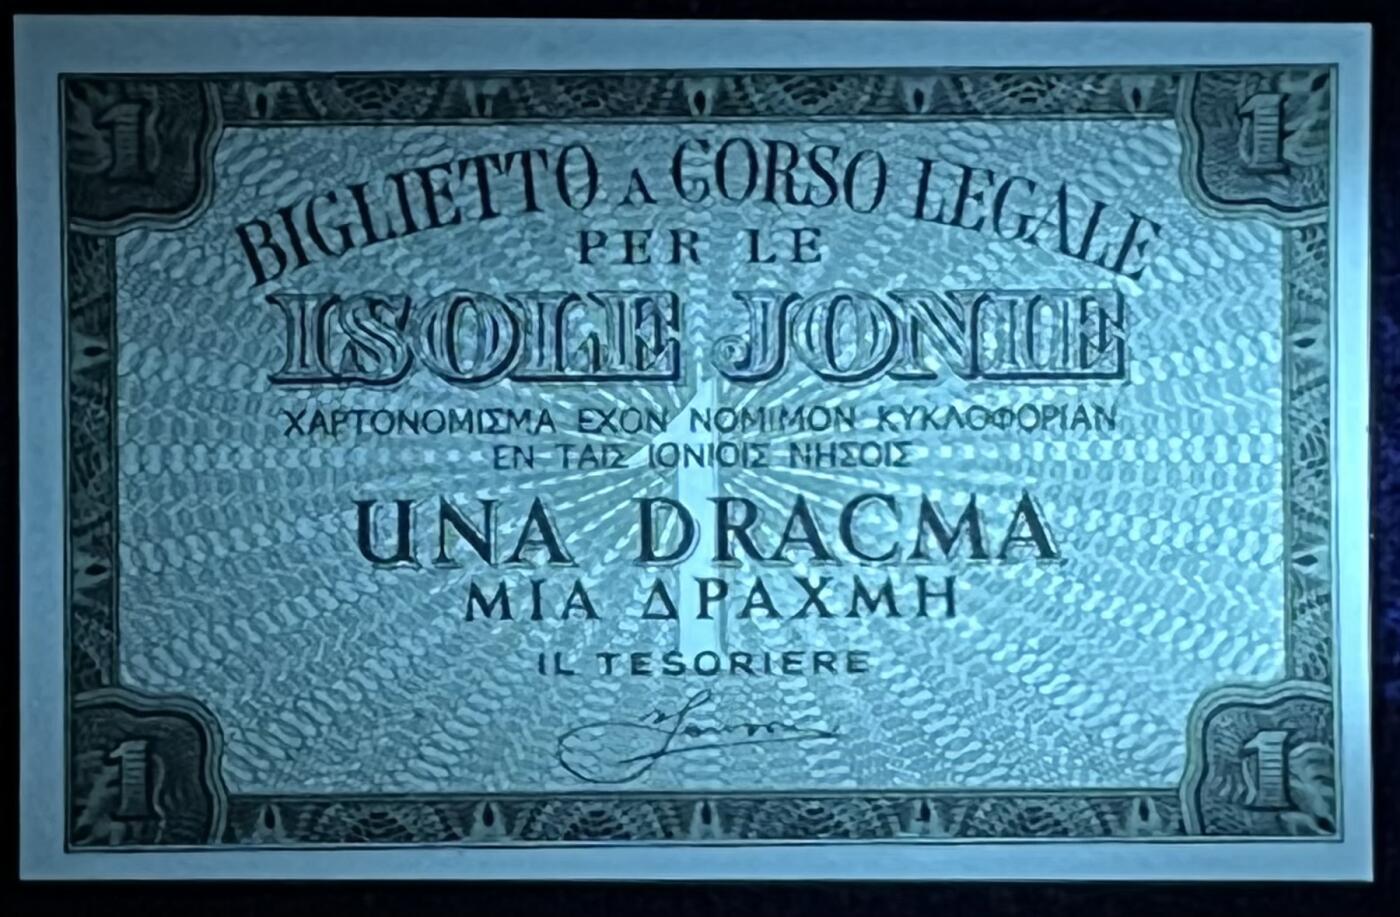 1 1
BIGLIETTO A CORSO LEGALE
PER LE
ISOLE JONIE
ΧΑΡΤΟΝΟΜΙΣΜΑ ΕΧΟΝ ΝΟΜΙΜΟΝ ΚΥΚΛΟΦΟΡΙΑΝ
ΕΝ ΤΑΙΣ ΙΟΝΙΟΙΣ ΝΗΣΟΙΣ
UNA DRACMA
ΜΙΑ ΔΡΑΧΜΗ
IL TESORIERE
1 1